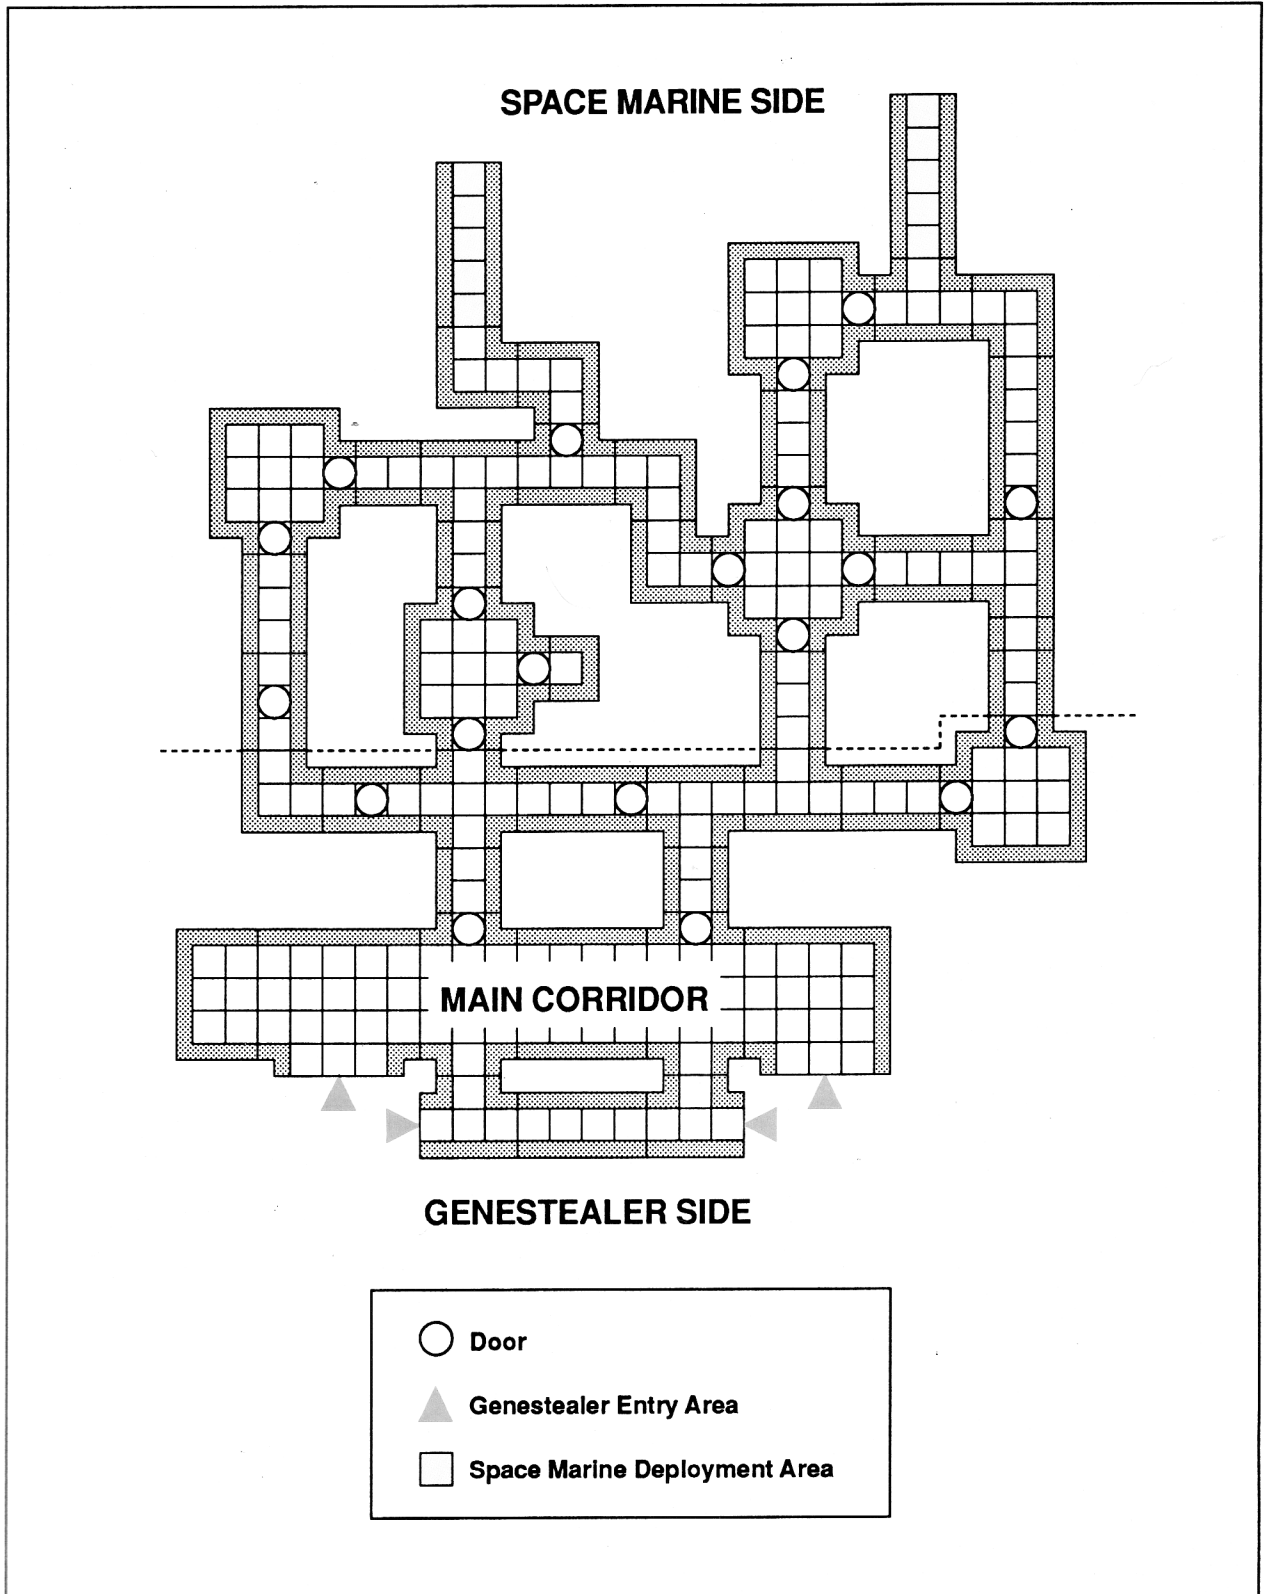 SPACE MARINE SIDE
MAIN CORRIDOR
GENESTEALER SIDE
Door
Genestealer Entry Area
Space Marine Deployment Area